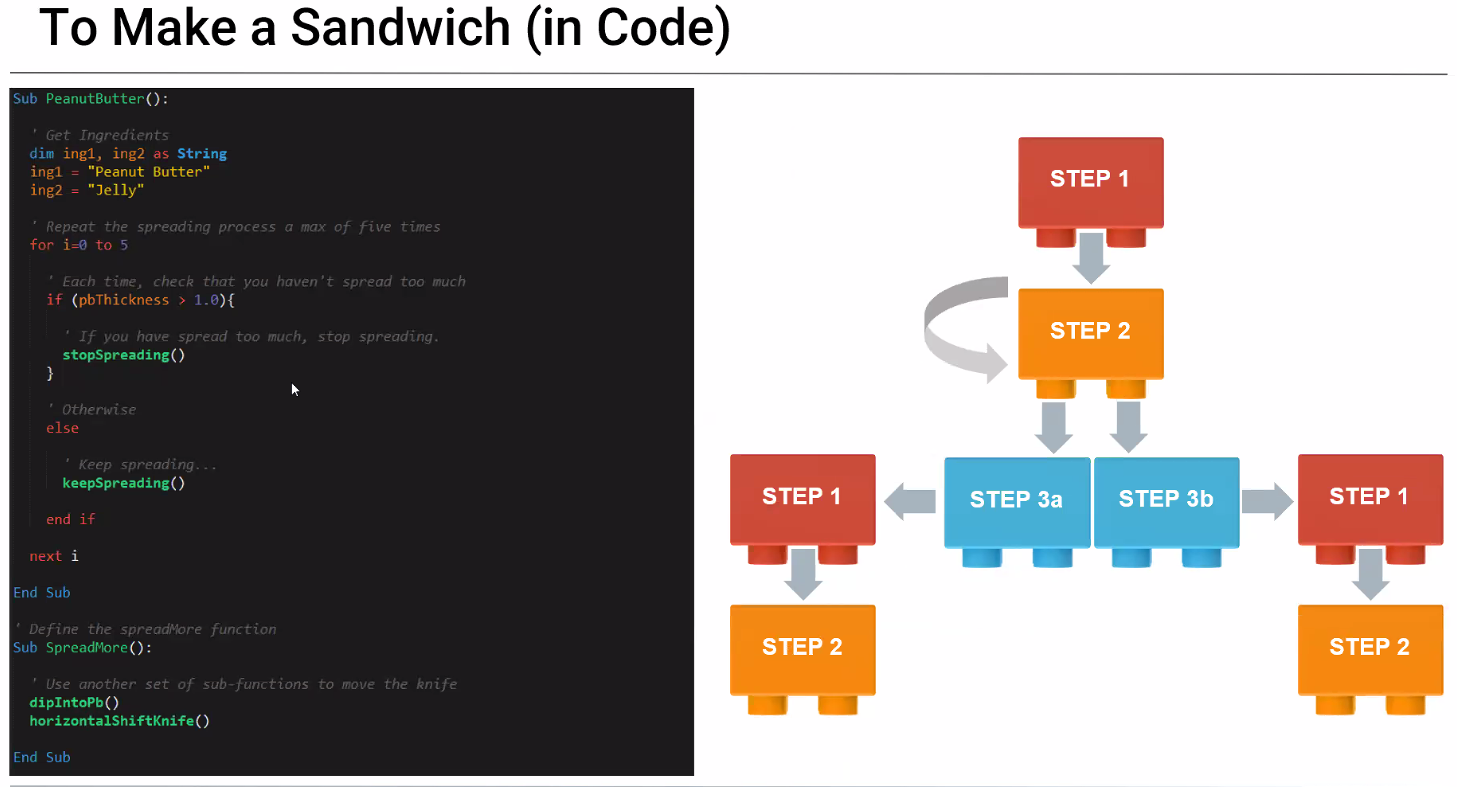 To Make a Sandwich (in Code)
Sub PeanutButter():
' Get Ingredients
dim ing1, ing2 as String
ing1 = "Peanut Butter"
ing2 = "Jelly"
' Repeat the spreading process a max of five times
for i=0 to 5
' Each time, check that you haven't spread too much
if (pbThickness > 1.0){
' If you have spread too much, stop spreading.
stopSpreading()
}
' Otherwise
else
' Keep spreading...
keepSpreading()
end if
next i
End Sub
' Define the spreadMore function
Sub SpreadMore():
' Use another set of sub-functions to move the knife
dipIntoPb()
horizontalShiftKnife()
End Sub
STEP 1
STEP 2
STEP 1
STEP 3a
STEP 3b
STEP 1
STEP 2
STEP 2